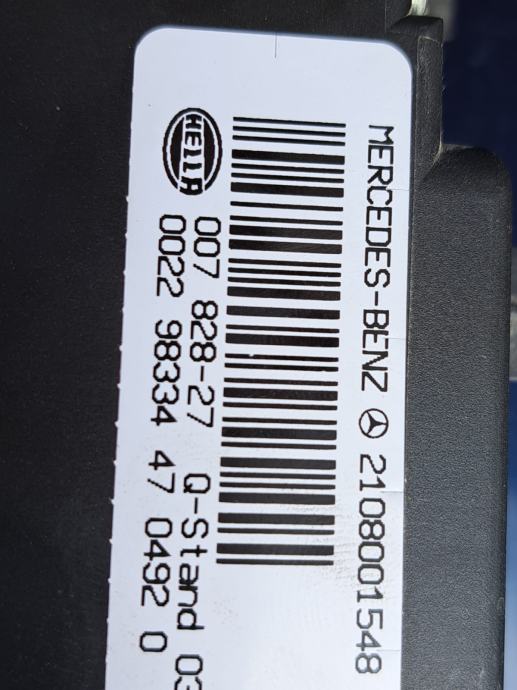 MERCEDES-BENZ 2108001548
HELLA
007 828-27 Q-Stand 03
0022 98334 47 0492 0